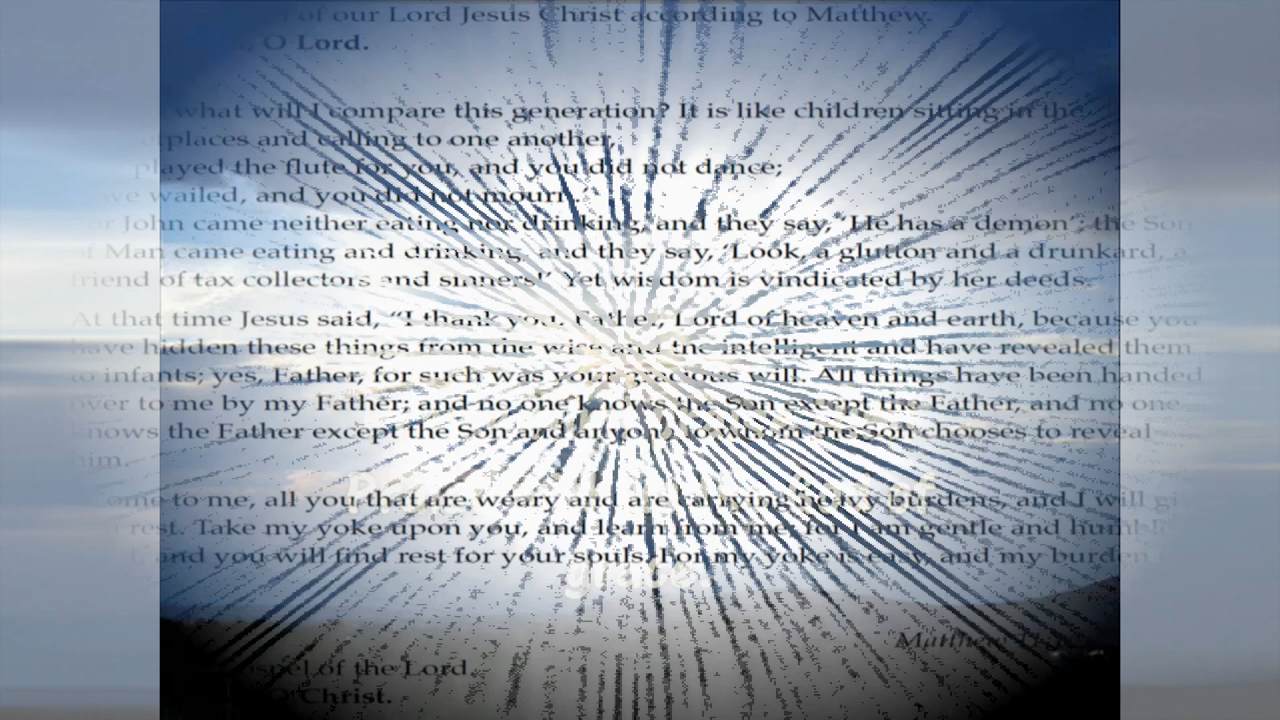 of our Lord Jesus Christ according to Matthew.
O Lord.
what will I compare this generation? It is like children sitting in the
places and calling to one another,
played the flute for you, and you did not dance;
we wailed, and you did not mourn.
John came neither eating nor drinking, and they say, ‘He has a demon’; the Son
of Man came eating and drinking, and they say, ‘Look, a glutton and a drunkard, a
friend of tax collectors and sinners!’ Yet wisdom is vindicated by her deeds.
At that time Jesus said, “I thank you, Father, Lord of heaven and earth, because you
have hidden these things from the wise and the intelligent and have revealed them
to infants; yes, Father, for such was your gracious will. All things have been handed
over to me by my Father; and no one knows the Son except the Father, and no one
knows the Father except the Son and anyone to whom the Son chooses to reveal
him.
to me, all you that are weary and are carrying heavy burdens, and I will
rest. Take my yoke upon you, and learn from me; for I am gentle and humble
and you will find rest for your souls. For my yoke is easy, and my burden
of
grace.
Matthew 11
of the Lord.
Christ.